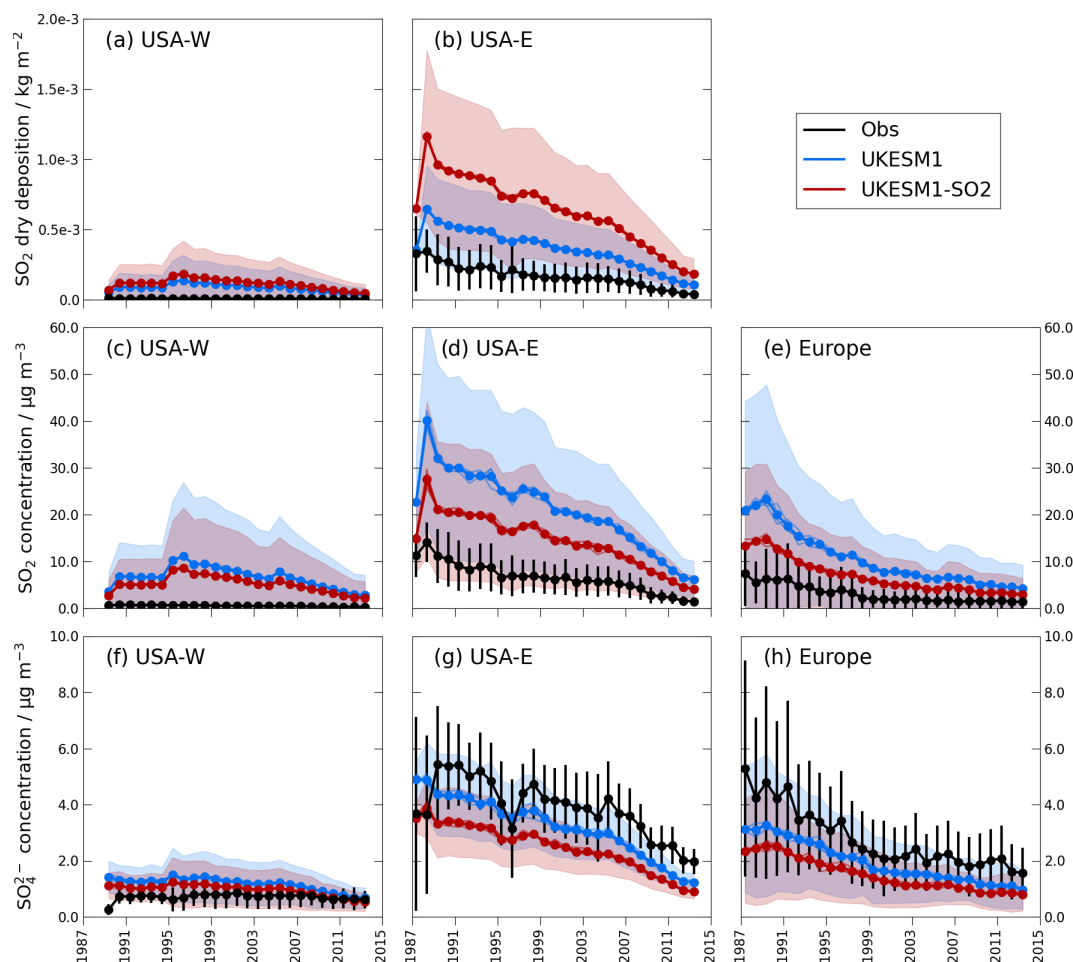 (a) USA-W
(b) USA-E
SO₂ dry deposition / kg m⁻²
2.0e-3
1.5e-3
1.0e-3
0.5e-3
0.0
Obs
UKESM1
UKESM1-SO2
(c) USA-W
(d) USA-E
(e) Europe
SO₂ concentration / µg m⁻³
60.0
50.0
40.0
30.0
20.0
10.0
0.0
60.0
50.0
40.0
30.0
20.0
10.0
0.0
(f) USA-W
(g) USA-E
(h) Europe
SO₄²⁻ concentration / µg m⁻³
10.0
8.0
6.0
4.0
2.0
0.0
10.0
8.0
6.0
4.0
2.0
0.0
1987 1991 1995 1999 2003 2007 2011 2015
1987 1991 1995 1999 2003 2007 2011 2015
1987 1991 1995 1999 2003 2007 2011 2015